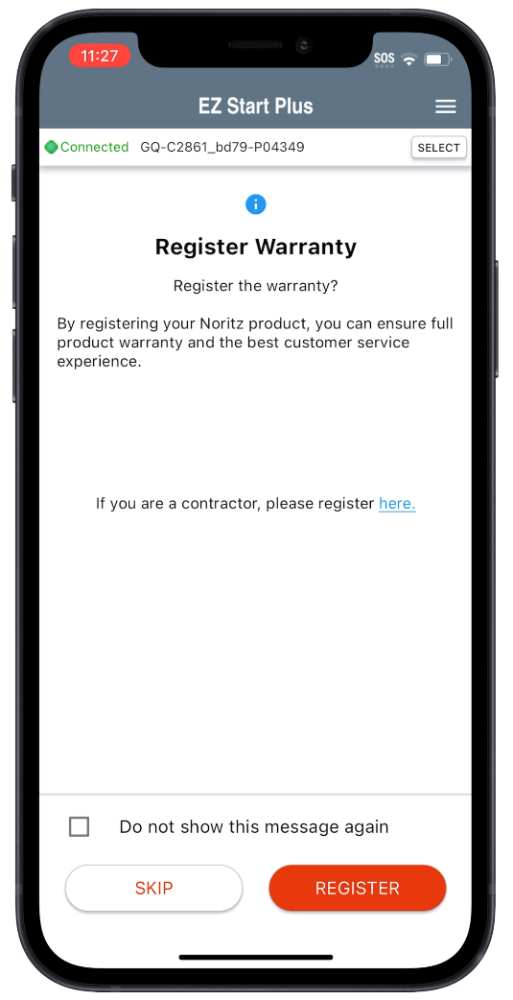 11:27
SOS
EZ Start Plus
Connected GQ-C2861_bd79-P04349 SELECT
Register Warranty
Register the warranty?
By registering your Noritz product, you can ensure full
product warranty and the best customer service
experience.
If you are a contractor, please register here.
Do not show this message again
SKIP REGISTER